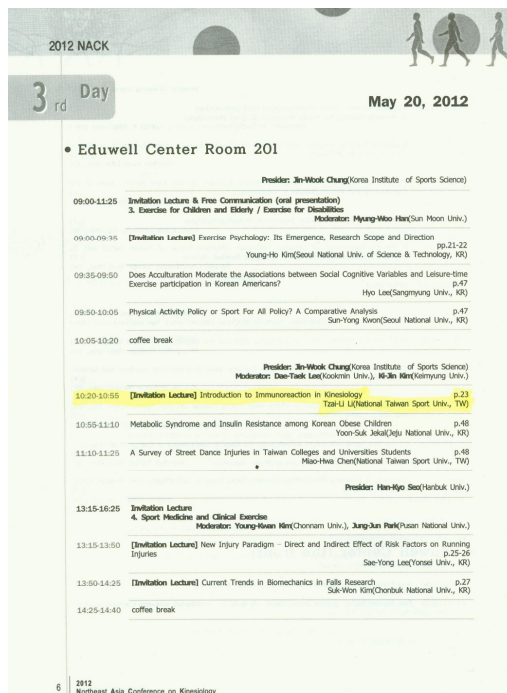 2012 NACK
3 rd Day
May 20, 2012
• Eduwell Center Room 201
Presider: Jin-Wook Chung(Korea Institute of Sports Science)
09:00-11:25 Invitation Lecture & Free Communication (oral presentation)
3. Exercise for Children and Elderly / Exercise for Disabilities
Moderator: Myung-Woo Han(Sun Moon Univ.)
09:00-09:35 [Invitation Lecture] Exercise Psychology: Its Emergence, Research Scope and Direction
pp.21-22
Young-Ho Kim(Seoul National Univ. of Science & Technology, KR)
09:35-09:50 Does Acculturation Moderate the Associations between Social Cognitive Variables and Leisure-time
Exercise participation in Korean Americans? p.47
Hyo Lee(Sangmyung Univ., KR)
09:50-10:05 Physical Activity Policy or Sport For All Policy? A Comparative Analysis p.47
Sun-Yong Kwon(Seoul National Univ., KR)
10:05-10:20 coffee break
Presider: Jin-Wook Chung(Korea Institute of Sports Science)
Moderator: Dae-Taek Lee(Kookmin Univ.), Ki-Jin Kim(Keimyung Univ.)
10:20-10:55 [Invitation Lecture] Introduction to Immunoreaction in Kinesiology p.23
Tzai-Li Li(National Taiwan Sport Univ., TW)
10:55-11:10 Metabolic Syndrome and Insulin Resistance among Korean Obese Children p.48
Yoon-Suk Jekal(Jeju National Univ., KR)
11:10-11:25 A Survey of Street Dance Injuries in Taiwan Colleges and Universities Students p.48
Miao-Hwa Chen(National Taiwan Sport Univ., TW)
Presider: Han-Kyo Seo(Hanbuk Univ.)
13:15-16:25 Invitation Lecture
4. Sport Medicine and Clinical Exercise
Moderator: Young-Kwan Kim(Chonnam Univ.), Jung-Jun Park(Pusan National Univ.)
13:15-13:50 [Invitation Lecture] New Injury Paradigm – Direct and Indirect Effect of Risk Factors on Running
Injuries p.25-26
Sae-Yong Lee(Yonsei Univ., KR)
13:50-14:25 [Invitation Lecture] Current Trends in Biomechanics in Falls Research p.27
Suk-Won Kim(Chonbuk National Univ., KR)
14:25-14:40 coffee break
6 2012
Northeast Asia Conference on Kinesiology